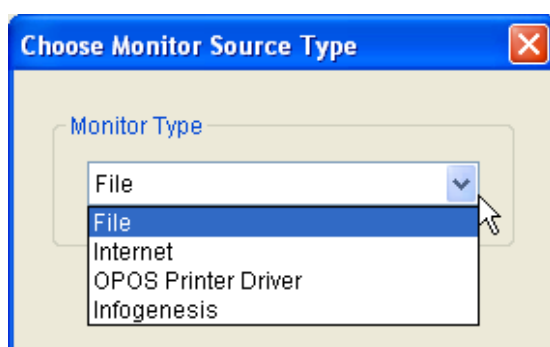 Choose Monitor Source Type
Monitor Type
File
File
Internet
OPOS Printer Driver
Infogenesis